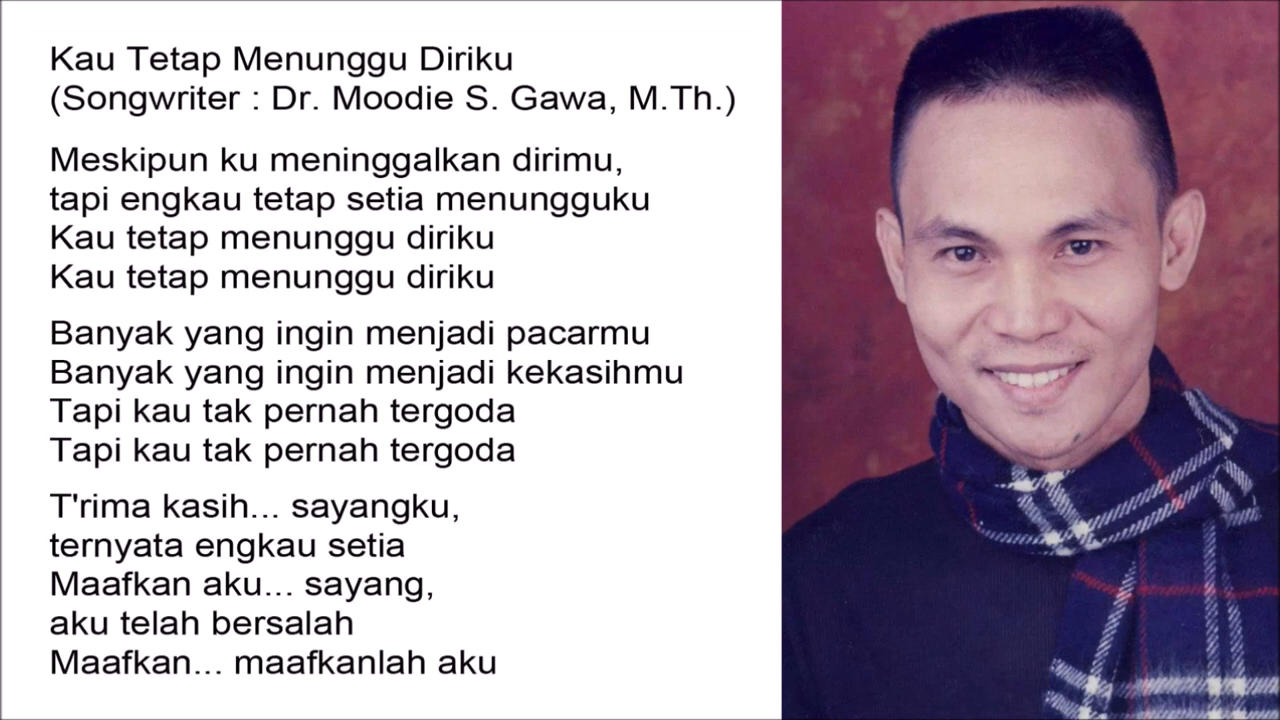 Kau Tetap Menunggu Diriku
(Songwriter : Dr. Moodie S. Gawa, M.Th.)
Meskipun ku meninggalkan dirimu,
tapi engkau tetap setia menungguku
Kau tetap menunggu diriku
Kau tetap menunggu diriku
Banyak yang ingin menjadi pacarmu
Banyak yang ingin menjadi kekasihmu
Tapi kau tak pernah tergoda
Tapi kau tak pernah tergoda
T'rima kasih... sayangku,
ternyata engkau setia
Maafkan aku... sayang,
aku telah bersalah
Maafkan... maafkanlah aku